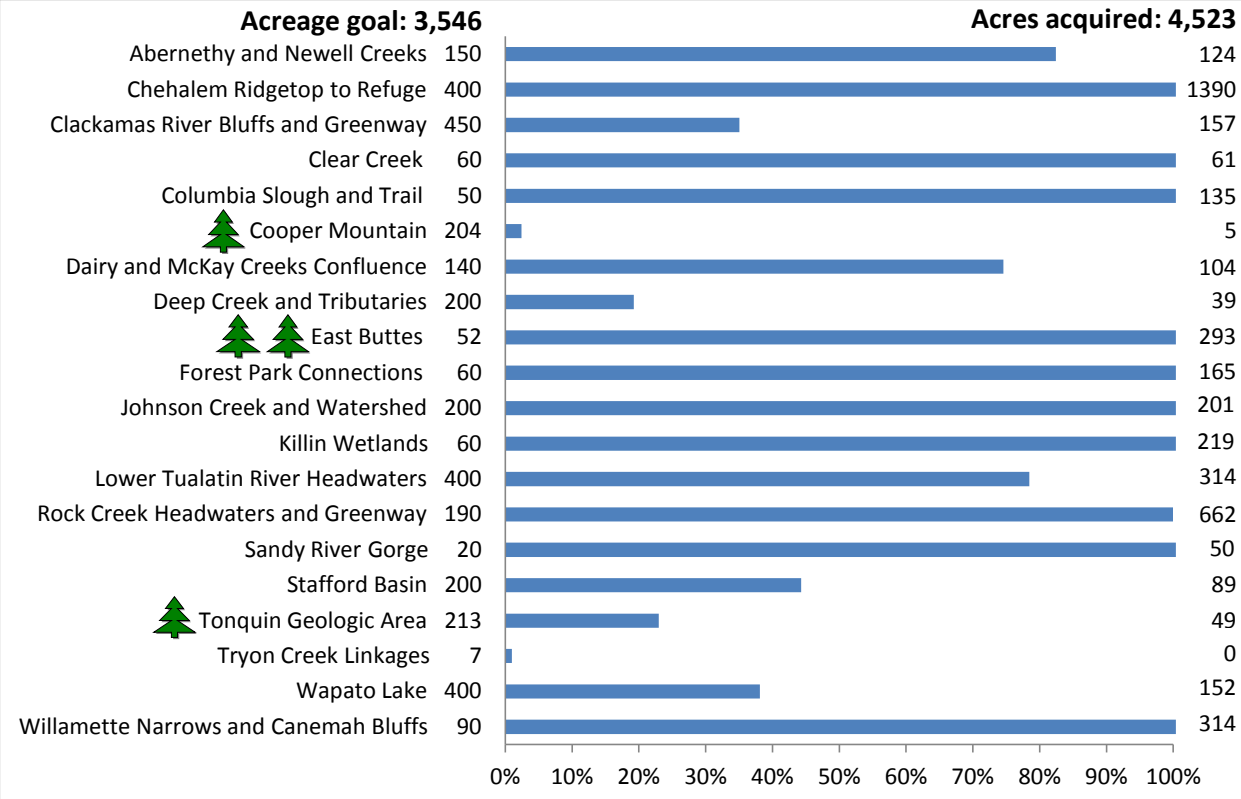 Acreage goal: 3,546 Acres acquired: 4,523
Abernethy and Newell Creeks 150 124
Chehalem Ridgetop to Refuge 400 1390
Clackamas River Bluffs and Greenway 450 157
Clear Creek 60 61
Columbia Slough and Trail 50 135
Cooper Mountain 204 5
Dairy and McKay Creeks Confluence 140 104
Deep Creek and Tributaries 200 39
East Buttes 52 293
Forest Park Connections 60 165
Johnson Creek and Watershed 200 201
Killin Wetlands 60 219
Lower Tualatin River Headwaters 400 314
Rock Creek Headwaters and Greenway 190 662
Sandy River Gorge 20 50
Stafford Basin 200 89
Tonquin Geologic Area 213 49
Tryon Creek Linkages 7 0
Wapato Lake 400 152
Willamette Narrows and Canemah Bluffs 90 314
0% 10% 20% 30% 40% 50% 60% 70% 80% 90% 100%